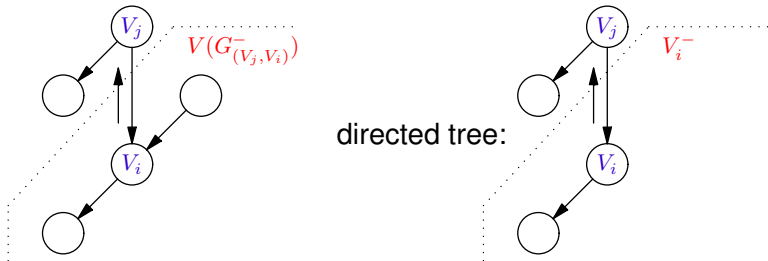 V_j
V(G^-_{(V_j,V_i)})
V_i
directed tree:
V_j
V_i^-
V_i